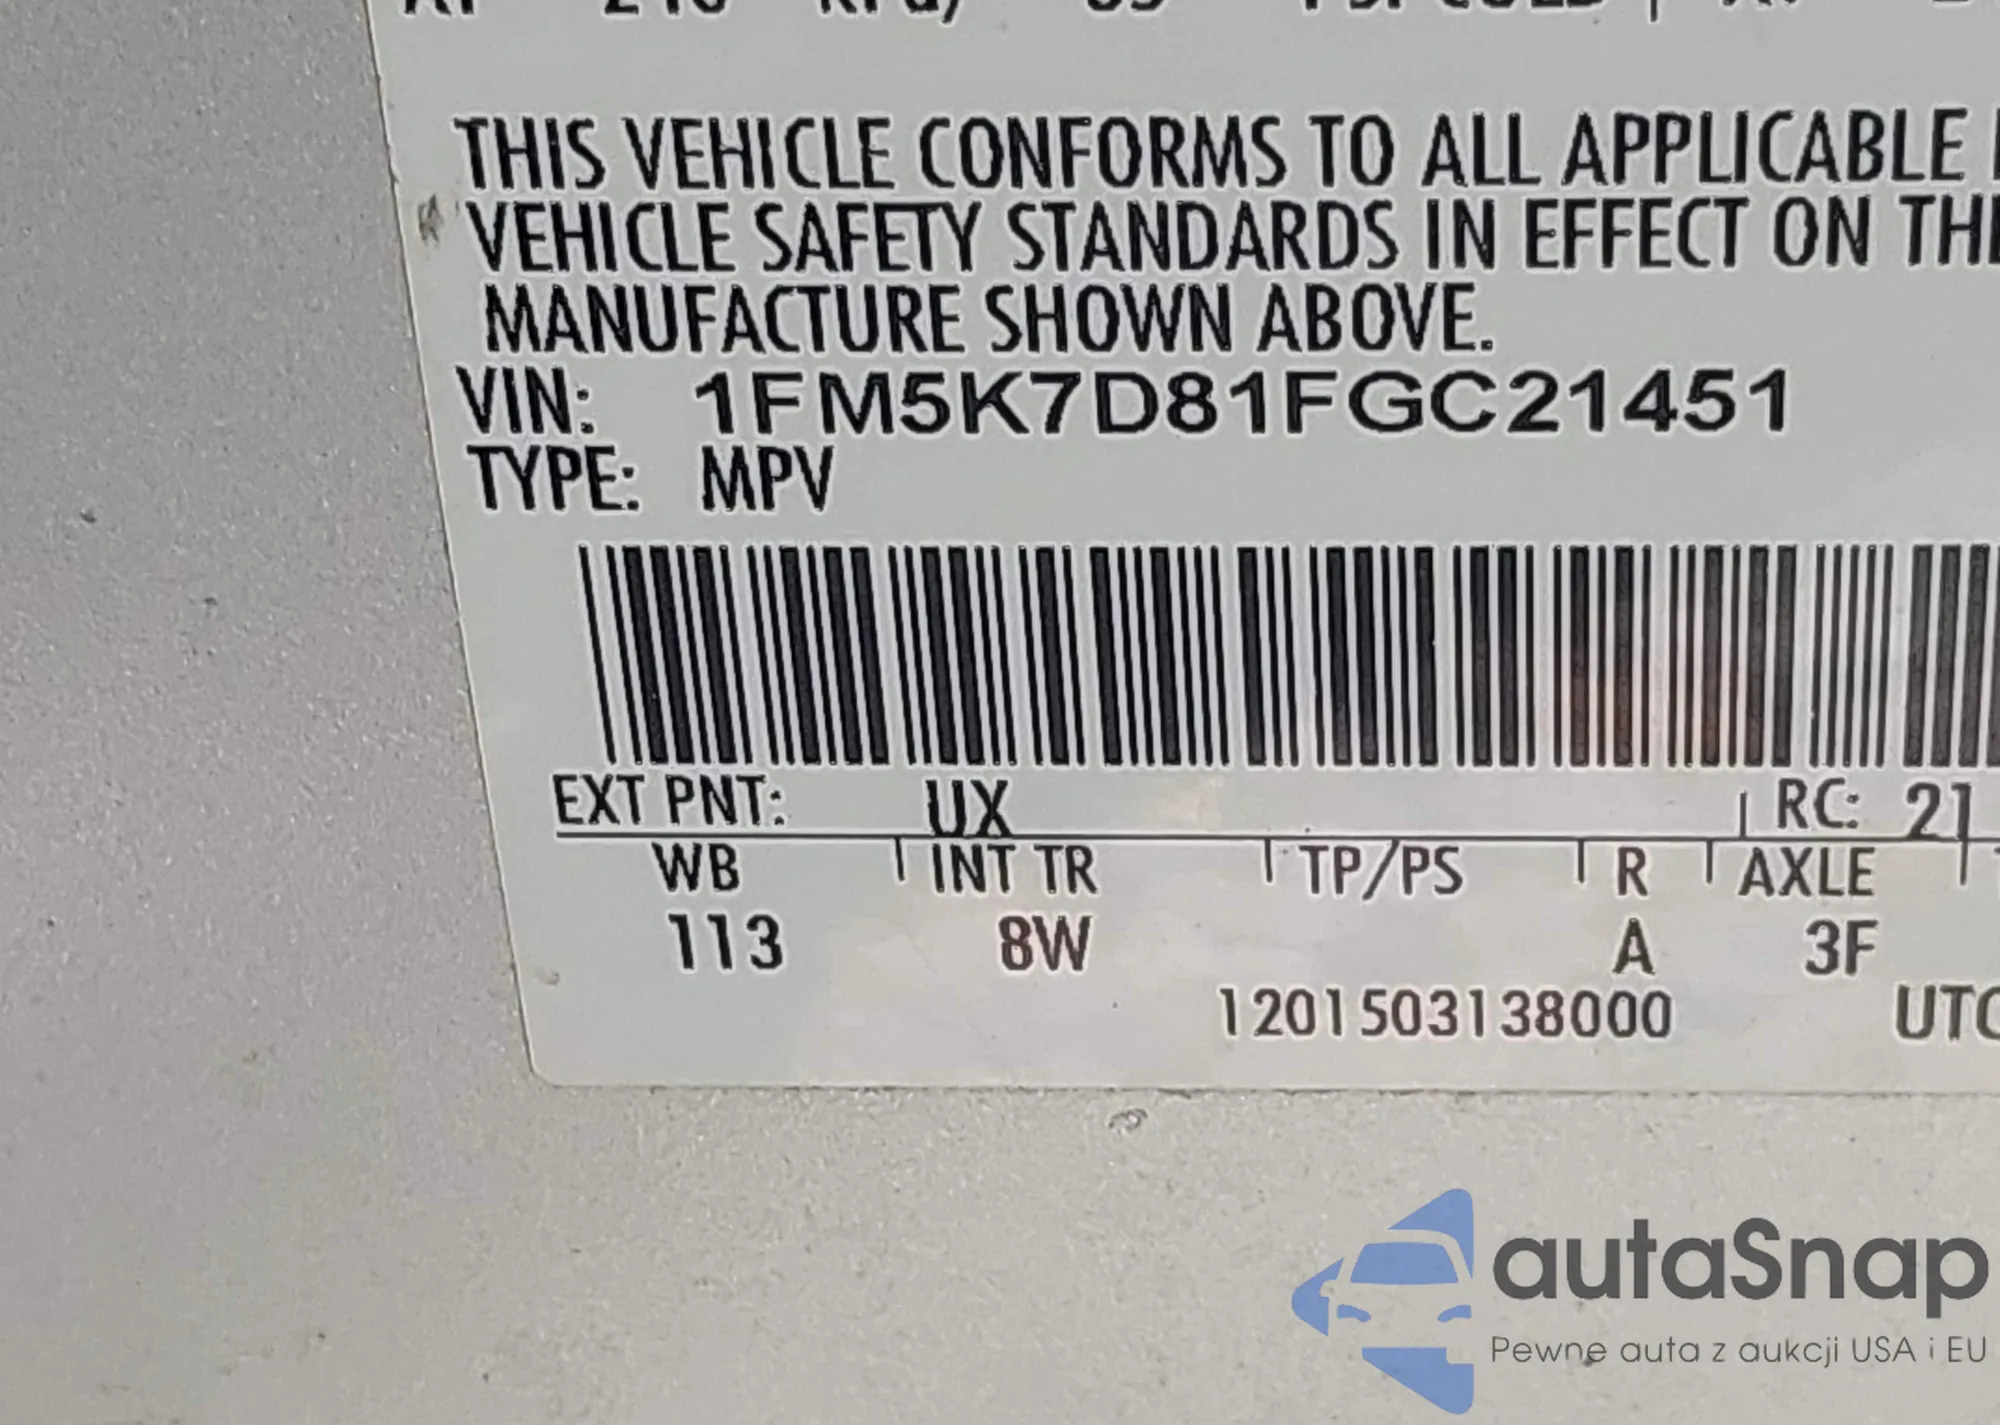 THIS VEHICLE CONFORMS TO ALL APPLICABLE
VEHICLE SAFETY STANDARDS IN EFFECT ON THE
MANUFACTURE SHOWN ABOVE.
VIN: 1FM5K7D81FGC21451
TYPE: MPV
EXT PNT: UX RC: 21
WB INT TR TP/PS R AXLE
113 8W A 3F
1201503138000 UTC
autaSnap
Pewne auta z aukcji USA i EU